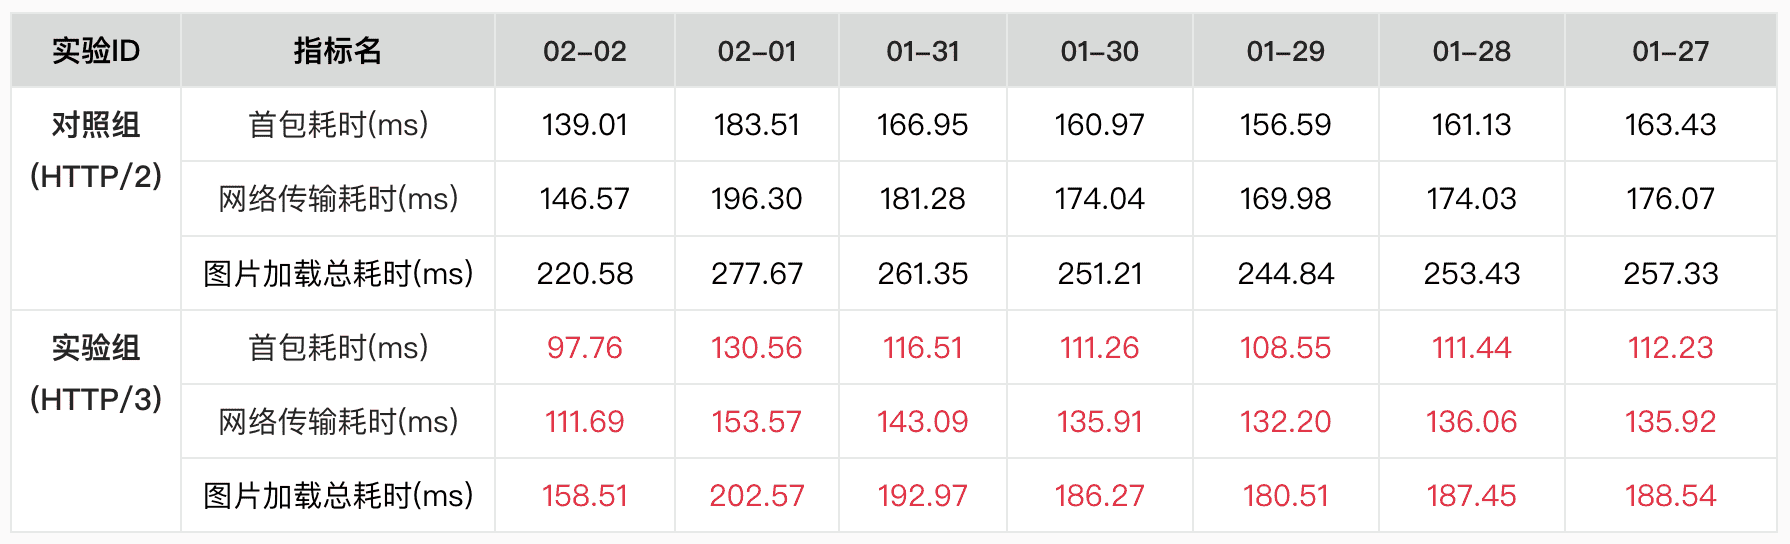 实验ID 指标名 02-02 02-01 01-31 01-30 01-29 01-28 01-27
对照组 首包耗时(ms) 139.01 183.51 166.95 160.97 156.59 161.13 163.43
(HTTP/2) 网络传输耗时(ms) 146.57 196.30 181.28 174.04 169.98 174.03 176.07
图片加载总耗时(ms) 220.58 277.67 261.35 251.21 244.84 253.43 257.33
实验组 首包耗时(ms) 97.76 130.56 116.51 111.26 108.55 111.44 112.23
(HTTP/3) 网络传输耗时(ms) 111.69 153.57 143.09 135.91 132.20 136.06 135.92
图片加载总耗时(ms) 158.51 202.57 192.97 186.27 180.51 187.45 188.54